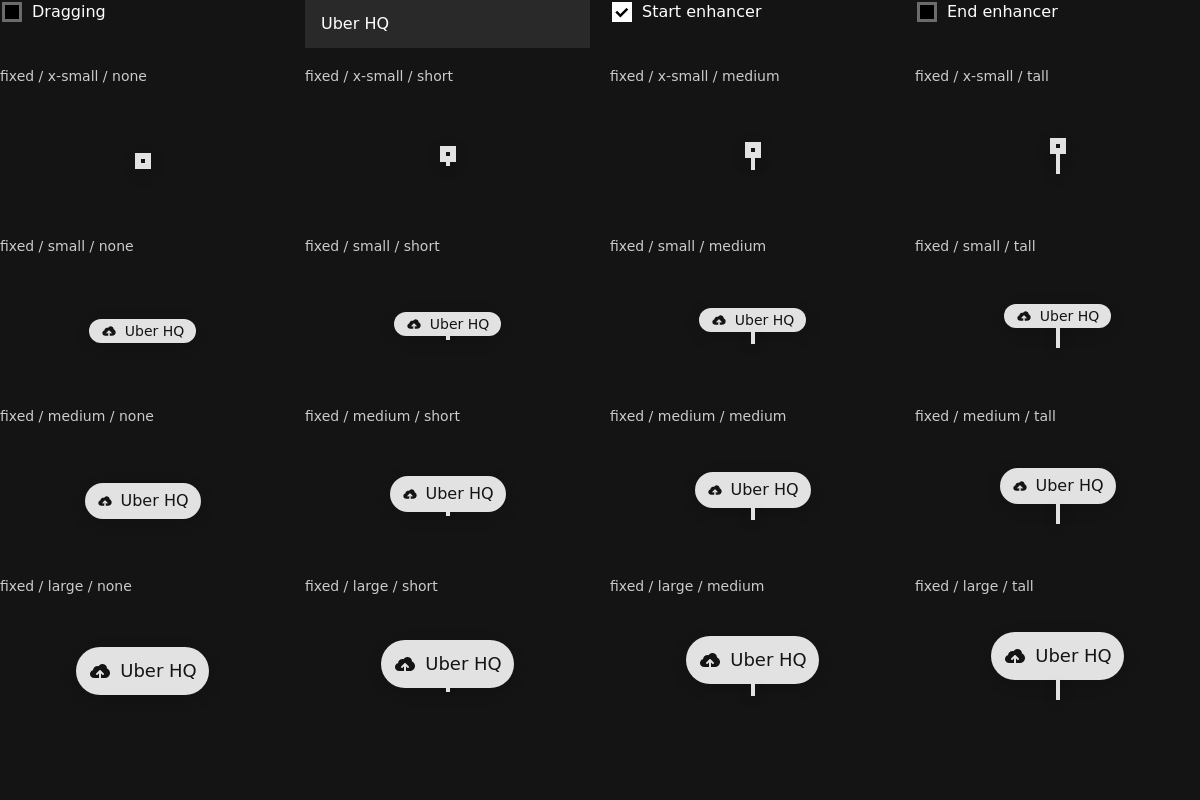 Dragging
Uber HQ
Start enhancer
End enhancer
fixed / x-small / none
fixed / x-small / short
fixed / x-small / medium
fixed / x-small / tall
fixed / small / none
fixed / small / short
fixed / small / medium
fixed / small / tall
Uber HQ
Uber HQ
Uber HQ
Uber HQ
fixed / medium / none
fixed / medium / short
fixed / medium / medium
fixed / medium / tall
Uber HQ
Uber HQ
Uber HQ
Uber HQ
fixed / large / none
fixed / large / short
fixed / large / medium
fixed / large / tall
Uber HQ
Uber HQ
Uber HQ
Uber HQ